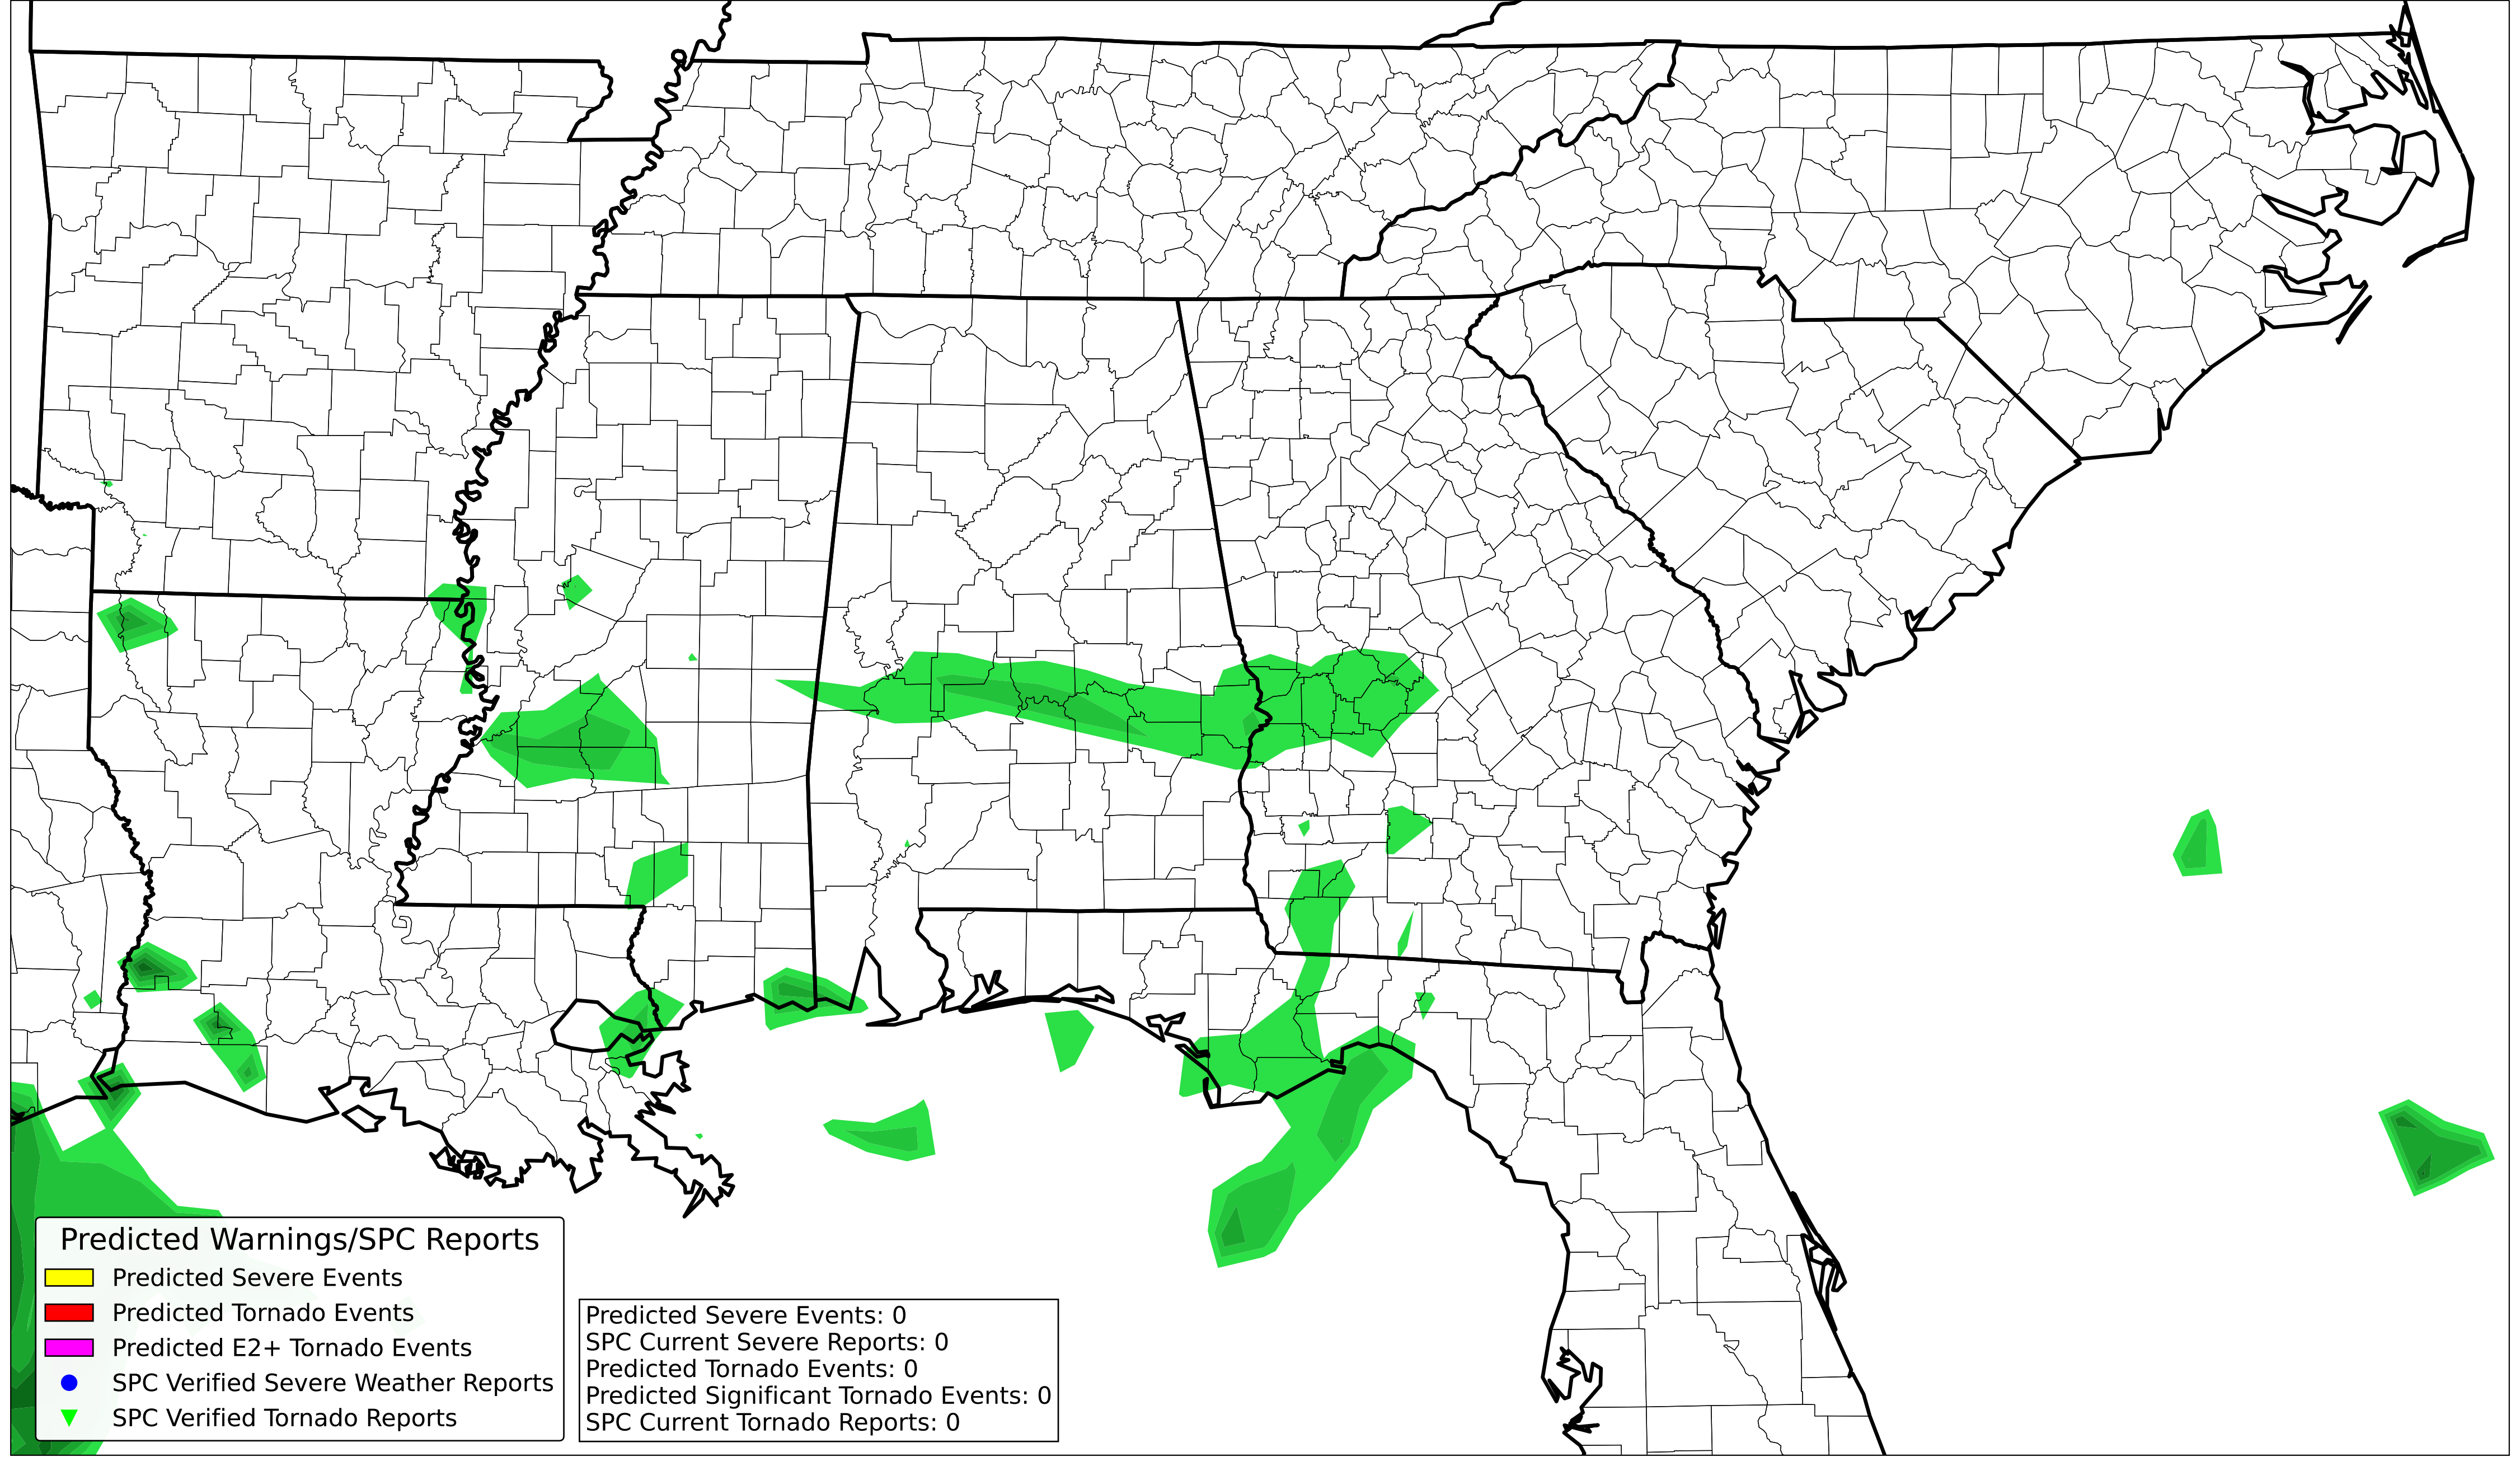 Predicted Warnings/SPC Reports
Predicted Severe Events
Predicted Tornado Events
Predicted E2+ Tornado Events
SPC Verified Severe Weather Reports
SPC Verified Tornado Reports
Predicted Severe Events: 0
SPC Current Severe Reports: 0
Predicted Tornado Events: 0
Predicted Significant Tornado Events: 0
SPC Current Tornado Reports: 0